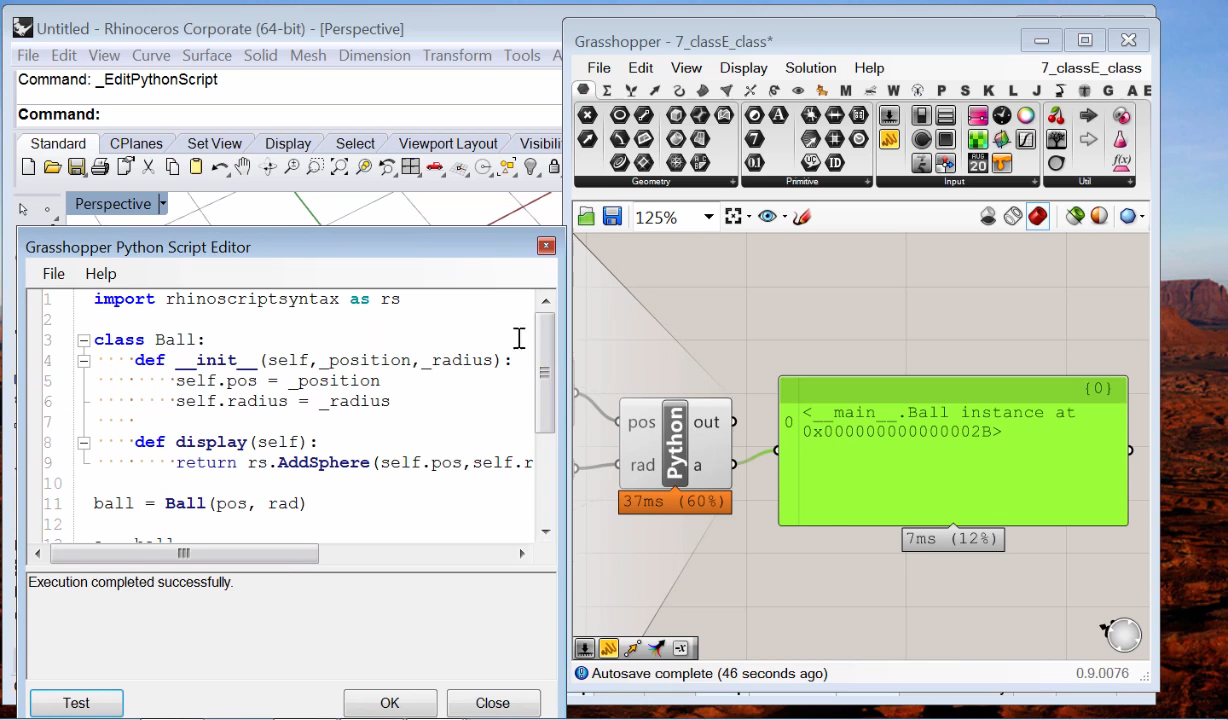 Untitled - Rhinoceros Corporate (64-bit) - [Perspective]
File Edit View Curve Surface Solid Mesh Dimension Transform Tools A
Command: _EditPythonScript
Command:
Standard CPlanes Set View Display Select Viewport Layout Visibili
Perspective
Grasshopper Python Script Editor
File Help
1 import rhinoscriptsyntax as rs
2
3 class Ball:
4 def __init__(self,_position,_radius):
5 self.pos = _position
6 self.radius = _radius
7
8 def display(self):
9 return rs.AddSphere(self.pos,self.r
10
11 ball = Ball(pos, rad)
12
Execution completed successfully.
Test OK Close
Grasshopper - 7_classE_class*
File Edit View Display Solution Help 7_classE_class
M W P S K L J G A E
Geometry Primitive Input Util
125%
pos out
Python
rad a
37ms (60%)
{0}
0 <__main__.Ball instance at
0x000000000000002B>
7ms (12%)
Autosave complete (46 seconds ago) 0.9.0076